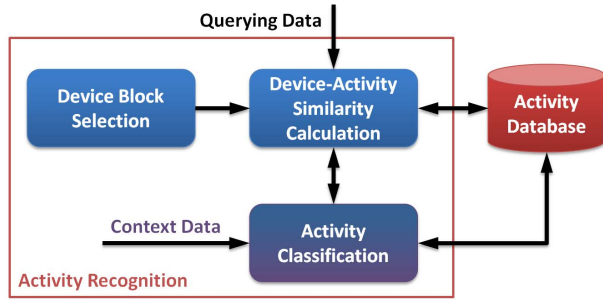 Querying Data
Device Block
Selection
Device-Activity
Similarity
Calculation
Activity
Database
Context Data
Activity
Classification
Activity Recognition